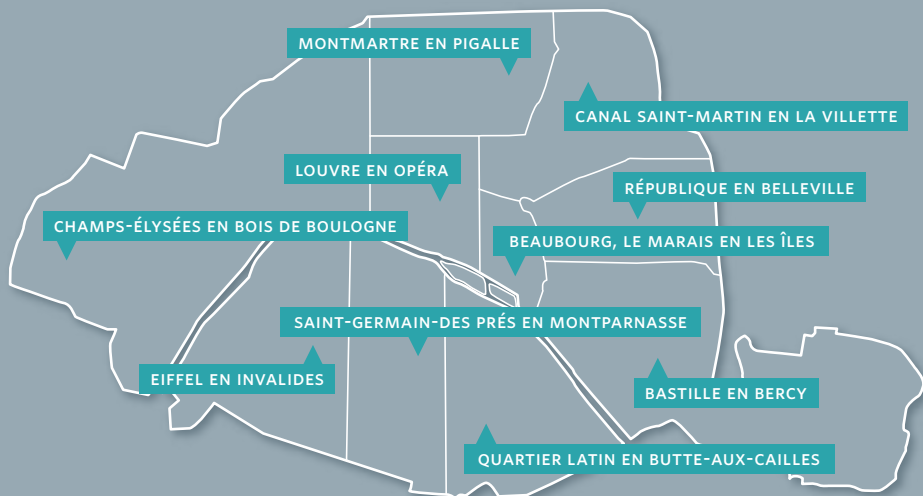 MONTMARTRE EN PIGALLE
CANAL SAINT-MARTIN EN LA VILLETTE
LOUVRE EN OPÉRA
RÉPUBLIQUE EN BELLEVILLE
CHAMPS-ÉLYSÉES EN BOIS DE BOULOGNE
BEAUBOURG, LE MARAIS EN LES ÎLES
SAINT-GERMAIN-DES PRÉS EN MONTPARNASSE
EIFFEL EN INVALIDES
BASTILLE EN BERCY
QUARTIER LATIN EN BUTTE-AUX-CAILLES